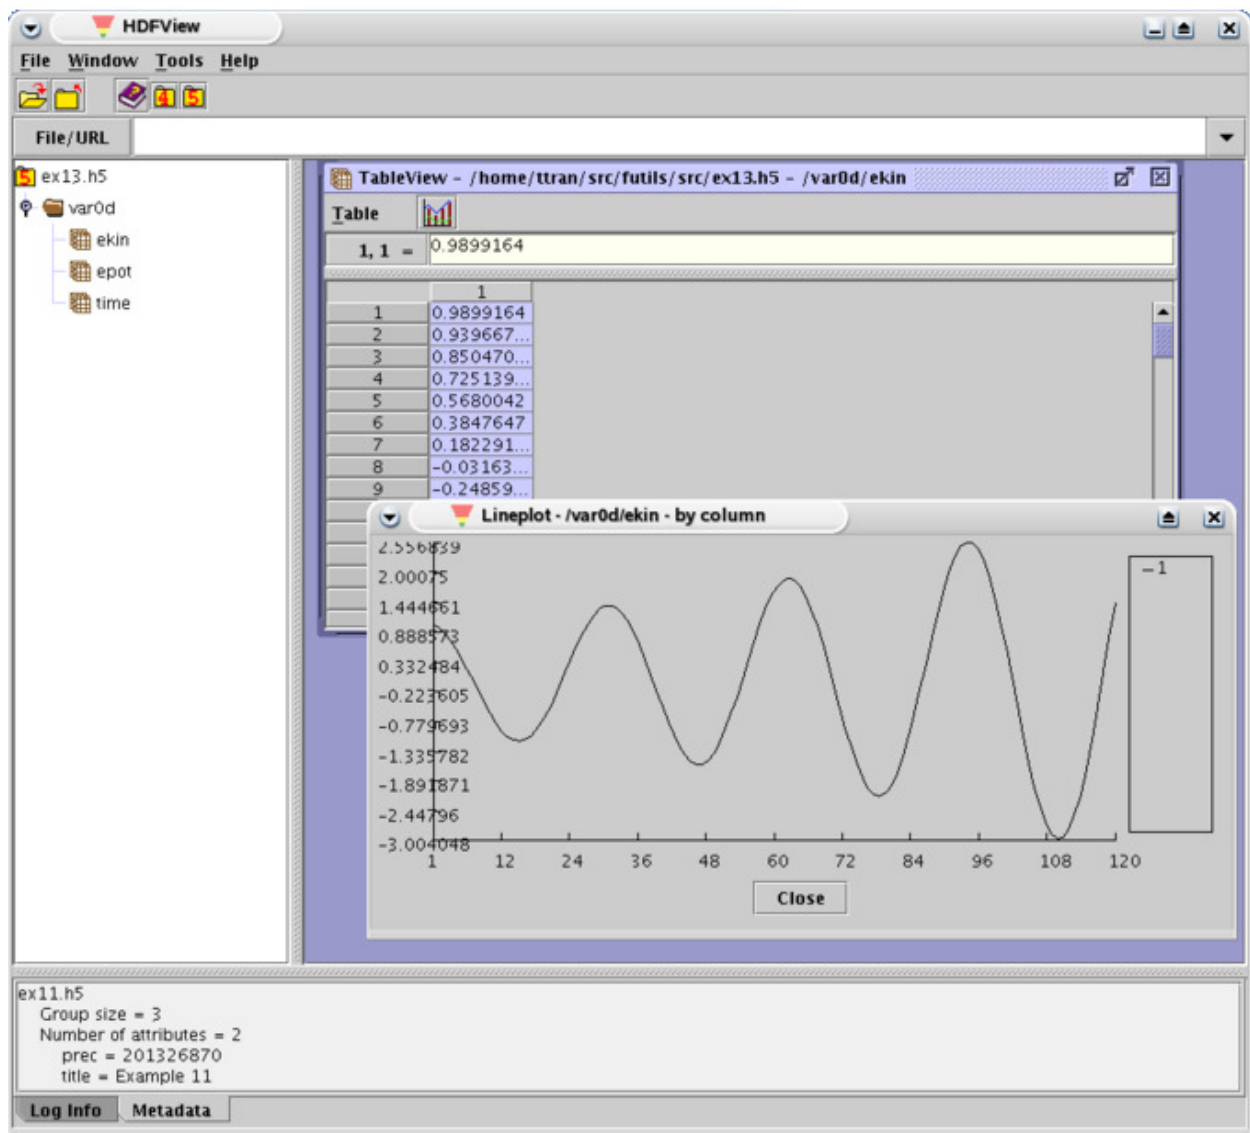 HDFView
File Window Tools Help
4 5
File/URL
5 ex13.h5
var0d
ekin
epot
time
TableView - /home/ttran/src/futils/src/ex13.h5 - /var0d/ekin
Table
1, 1 = 0.9899164
1
1 0.9899164
2 0.939667...
3 0.850470...
4 0.725139...
5 0.5680042
6 0.3847647
7 0.182291...
8 -0.03163...
9 -0.24859...
Lineplot - /var0d/ekin - by column
2.556839
2.00075
1.444661
0.888573
0.332484
-0.223605
-0.779693
-1.335782
-1.891871
-2.44796
-3.004048
1 12 24 36 48 60 72 84 96 108 120
-1
Close
ex11.h5
Group size = 3
Number of attributes = 2
prec = 201326870
title = Example 11
Log Info Metadata